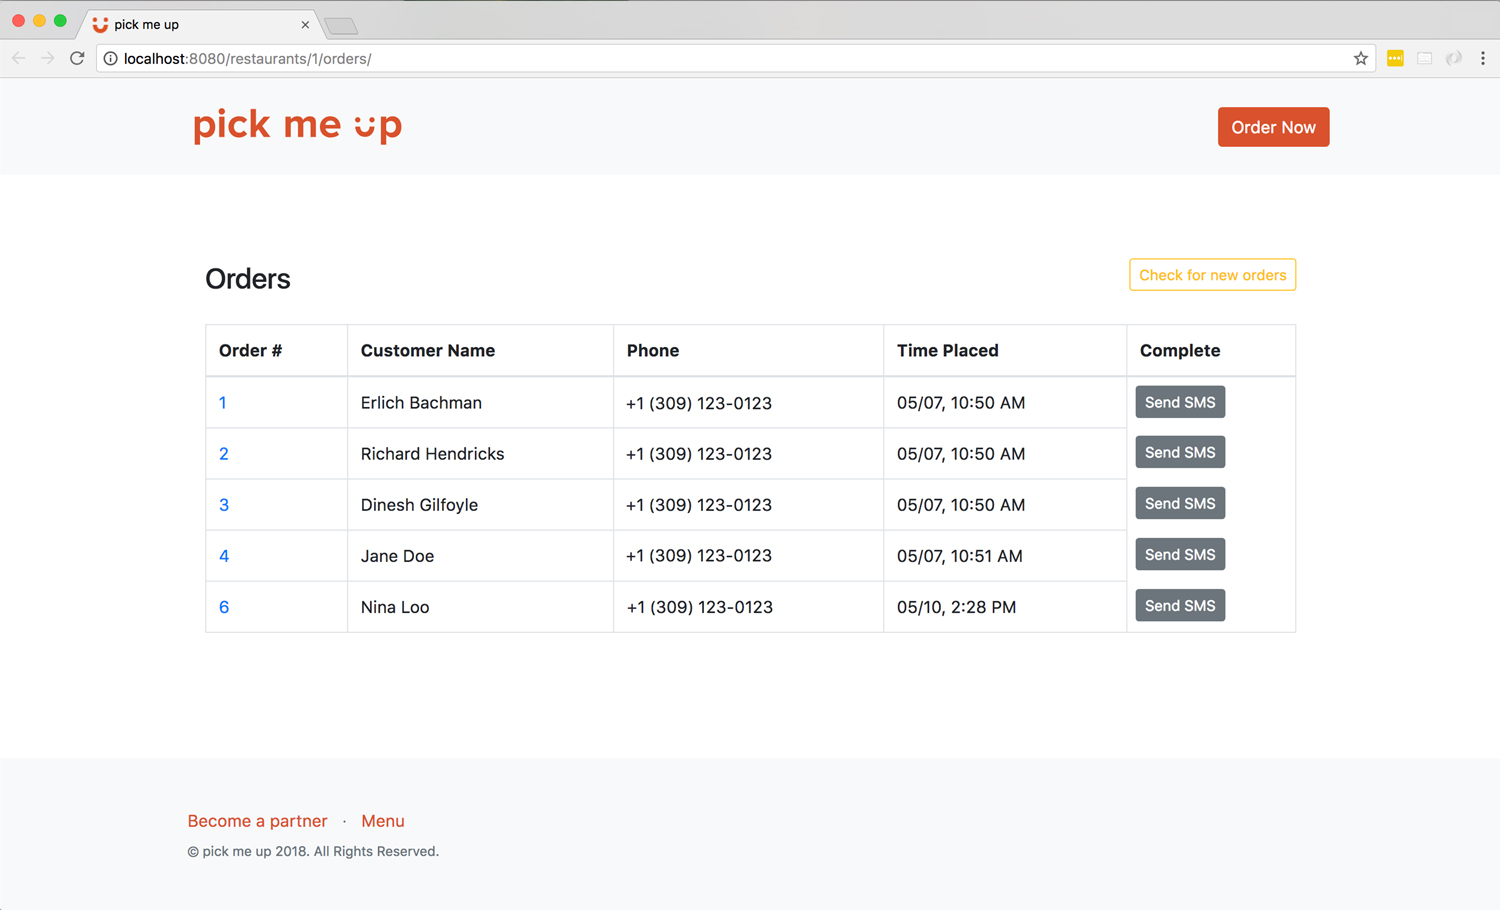 pick me up
localhost:8080/restaurants/1/orders/
pick me up
Order Now
Orders
Check for new orders
Order # Customer Name Phone Time Placed Complete
1 Erlich Bachman +1 (309) 123-0123 05/07, 10:50 AM Send SMS
2 Richard Hendricks +1 (309) 123-0123 05/07, 10:50 AM Send SMS
3 Dinesh Gilfoyle +1 (309) 123-0123 05/07, 10:50 AM Send SMS
4 Jane Doe +1 (309) 123-0123 05/07, 10:51 AM Send SMS
6 Nina Loo +1 (309) 123-0123 05/10, 2:28 PM Send SMS
Become a partner · Menu
© pick me up 2018. All Rights Reserved.